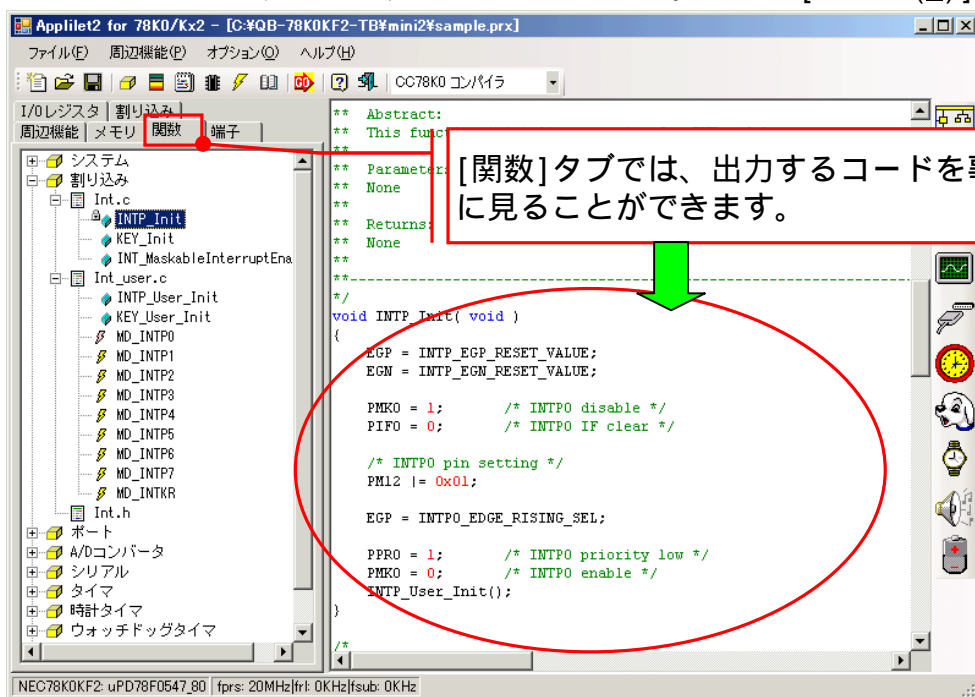 Applilet2 for 78K0/Kx2 - [C:¥QB-78K0KF2-TB¥mini2¥sample.prx]
ファイル(F) 周辺機能(P) オプション(O) ヘルプ(H)
CC78K0 コンパイラ
I/Oレジスタ 割り込み
周辺機能 メモリ 関数 端子
システム
割り込み
Int.c
INTP_Init
KEY_Init
INT_MaskableInterruptEna
Int_user.c
INTP_User_Init
KEY_User_Init
MD_INTP0
MD_INTP1
MD_INTP2
MD_INTP3
MD_INTP4
MD_INTP5
MD_INTP6
MD_INTP7
MD_INTKR
Int.h
ポート
A/Dコンバータ
シリアル
タイマ
時計タイマ
ウォッチドッグタイマ
** Abstract:
** This funct
**
** Parameter
** None
**
** Returns:
** None
**
**-----------------------------------------------------------------------------
*/
void INTP_Init( void )
{
EGP = INTP_EGP_RESET_VALUE;
EGN = INTP_EGN_RESET_VALUE;
PMK0 = 1; /* INTP0 disable */
PIF0 = 0; /* INTP0 IF clear */
/* INTP0 pin setting */
PM12 |= 0x01;
EGP = INTP0_EDGE_RISING_SEL;
PPR0 = 1; /* INTP0 priority low */
PMK0 = 0; /* INTP0 enable */
INTP_User_Init();
}
/*
[関数]タブでは、出力するコードを事
に見ることができます。
NEC78K0KF2: uPD78F0547_80 fprs: 20MHz|frl: 0KHz|fsub: 0KHz